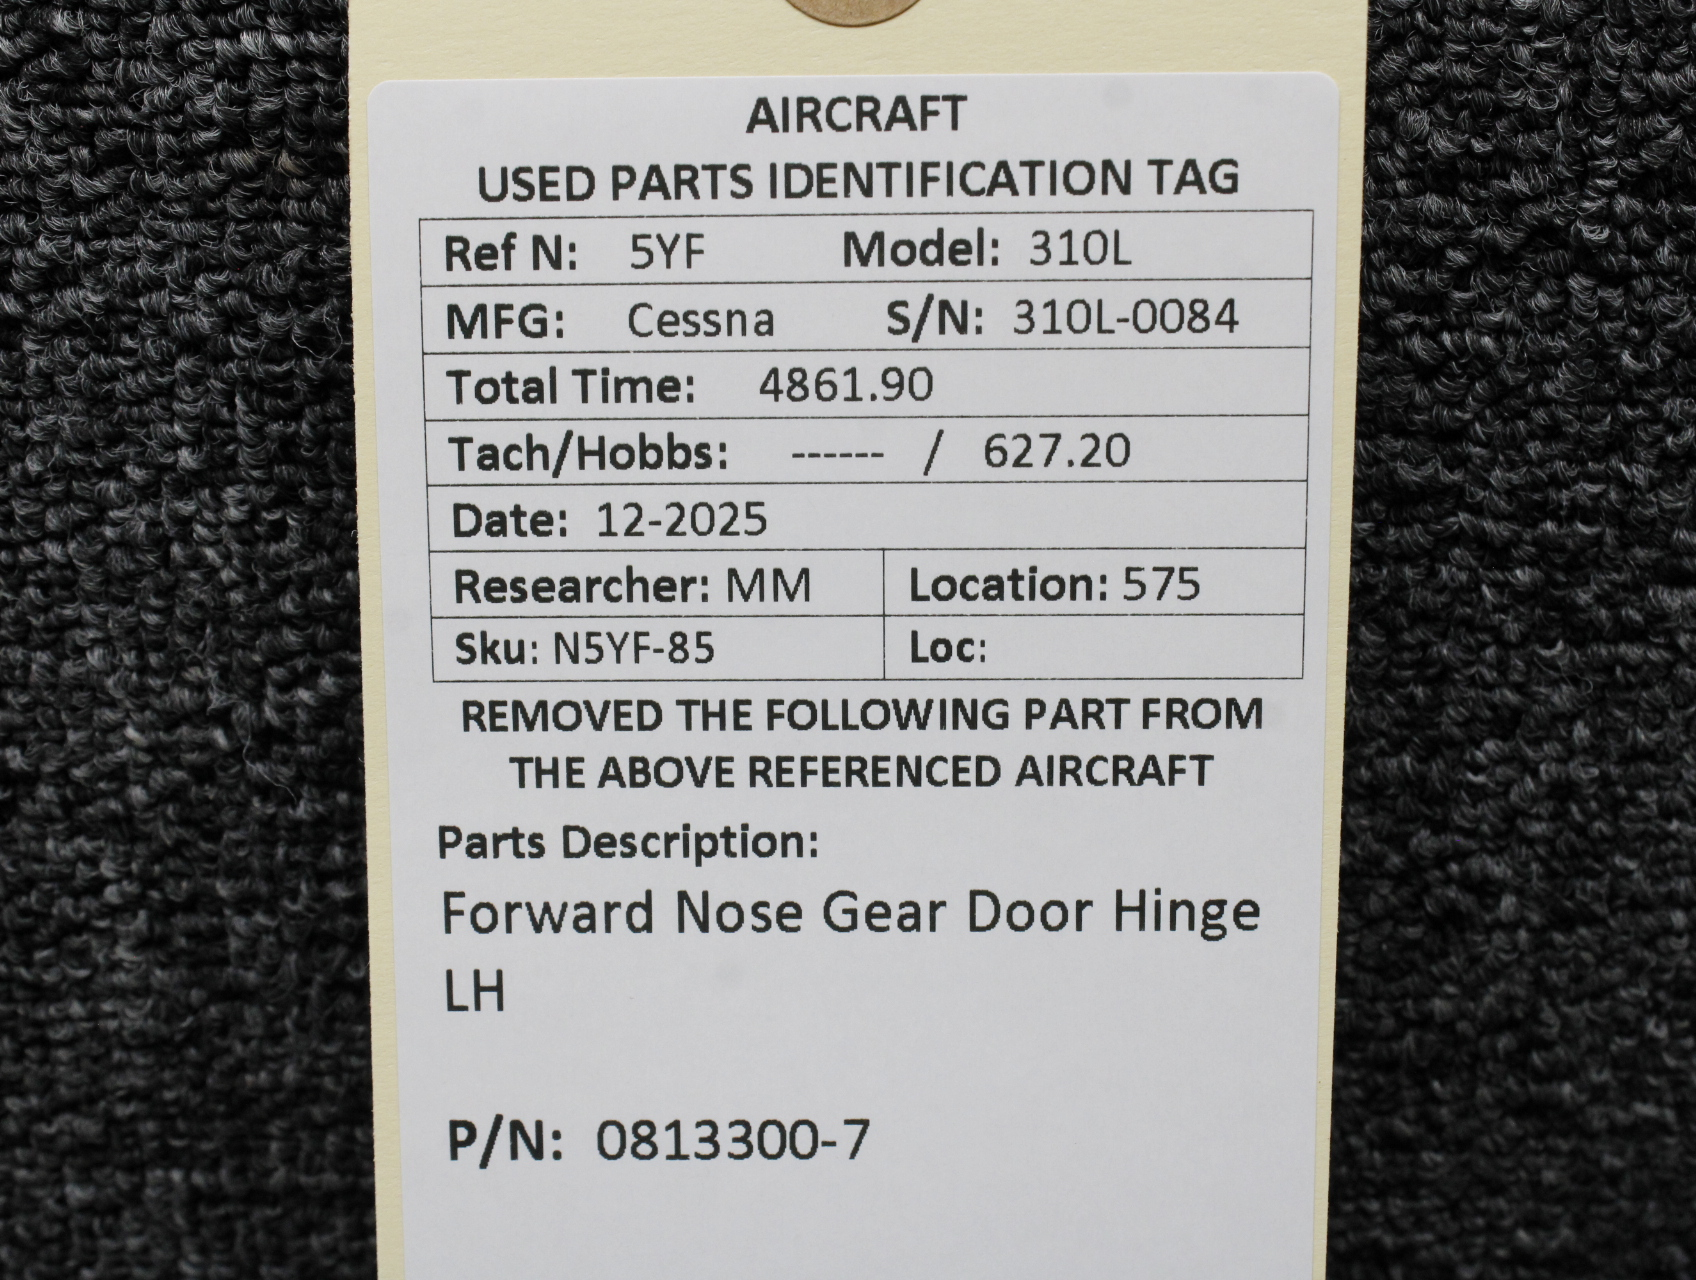 AIRCRAFT
USED PARTS IDENTIFICATION TAG
Ref N: 5YF Model: 310L
MFG: Cessna S/N: 310L-0084
Total Time: 4861.90
Tach/Hobbs: ------ / 627.20
Date: 12-2025
Researcher: MM Location: 575
Sku: N5YF-85 Loc:
REMOVED THE FOLLOWING PART FROM
THE ABOVE REFERENCED AIRCRAFT
Parts Description:
Forward Nose Gear Door Hinge
LH
P/N: 0813300-7